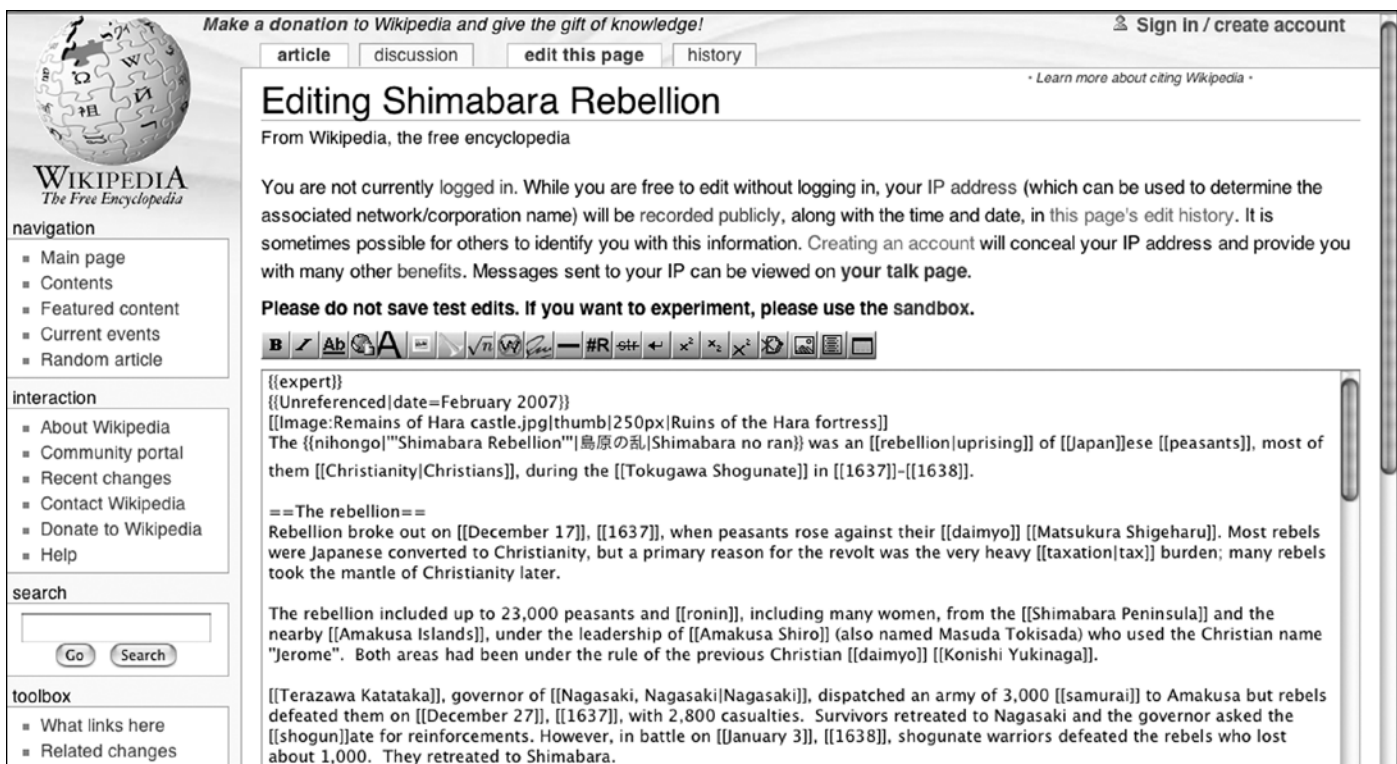 Make a donation to Wikipedia and give the gift of knowledge!
Sign in / create account
article
discussion
edit this page
history
- Learn more about citing Wikipedia -
Editing Shimabara Rebellion
From Wikipedia, the free encyclopedia
You are not currently logged in. While you are free to edit without logging in, your IP address (which can be used to determine the
associated network/corporation name) will be recorded publicly, along with the time and date, in this page's edit history. It is
sometimes possible for others to identify you with this information. Creating an account will conceal your IP address and provide you
with many other benefits. Messages sent to your IP can be viewed on your talk page.
Please do not save test edits. If you want to experiment, please use the sandbox.
B I Ab A √n W — #R str x² x₂ x²
{{expert}}
{{Unreferenced|date=February 2007}}
[[Image:Remains of Hara castle.jpg|thumb|250px|Ruins of the Hara fortress]]
The {{nihongo|'''Shimabara Rebellion'''|島原の乱|Shimabara no ran}} was an [[rebellion|uprising]] of [[Japan]]ese [[peasants]], most of
them [[Christianity|Christians]], during the [[Tokugawa Shogunate]] in [[1637]]-[[1638]].
==The rebellion==
Rebellion broke out on [[December 17]], [[1637]], when peasants rose against their [[daimyo]] [[Matsukura Shigeharu]]. Most rebels
were Japanese converted to Christianity, but a primary reason for the revolt was the very heavy [[taxation|tax]] burden; many rebels
took the mantle of Christianity later.
The rebellion included up to 23,000 peasants and [[ronin]], including many women, from the [[Shimabara Peninsula]] and the
nearby [[Amakusa Islands]], under the leadership of [[Amakusa Shiro]] (also named Masuda Tokisada) who used the Christian name
"Jerome". Both areas had been under the rule of the previous Christian [[daimyo]] [[Konishi Yukinaga]].
[[Terazawa Katataka]], governor of [[Nagasaki, Nagasaki|Nagasaki]], dispatched an army of 3,000 [[samurai]] to Amakusa but rebels
defeated them on [[December 27]], [[1637]], with 2,800 casualties. Survivors retreated to Nagasaki and the governor asked the
[[shogun]]ate for reinforcements. However, in battle on [[January 3]], [[1638]], shogunate warriors defeated the rebels who lost
about 1,000. They retreated to Shimabara.
WIKIPEDIA
The Free Encyclopedia
navigation
Main page
Contents
Featured content
Current events
Random article
interaction
About Wikipedia
Community portal
Recent changes
Contact Wikipedia
Donate to Wikipedia
Help
search
Go
Search
toolbox
What links here
Related changes